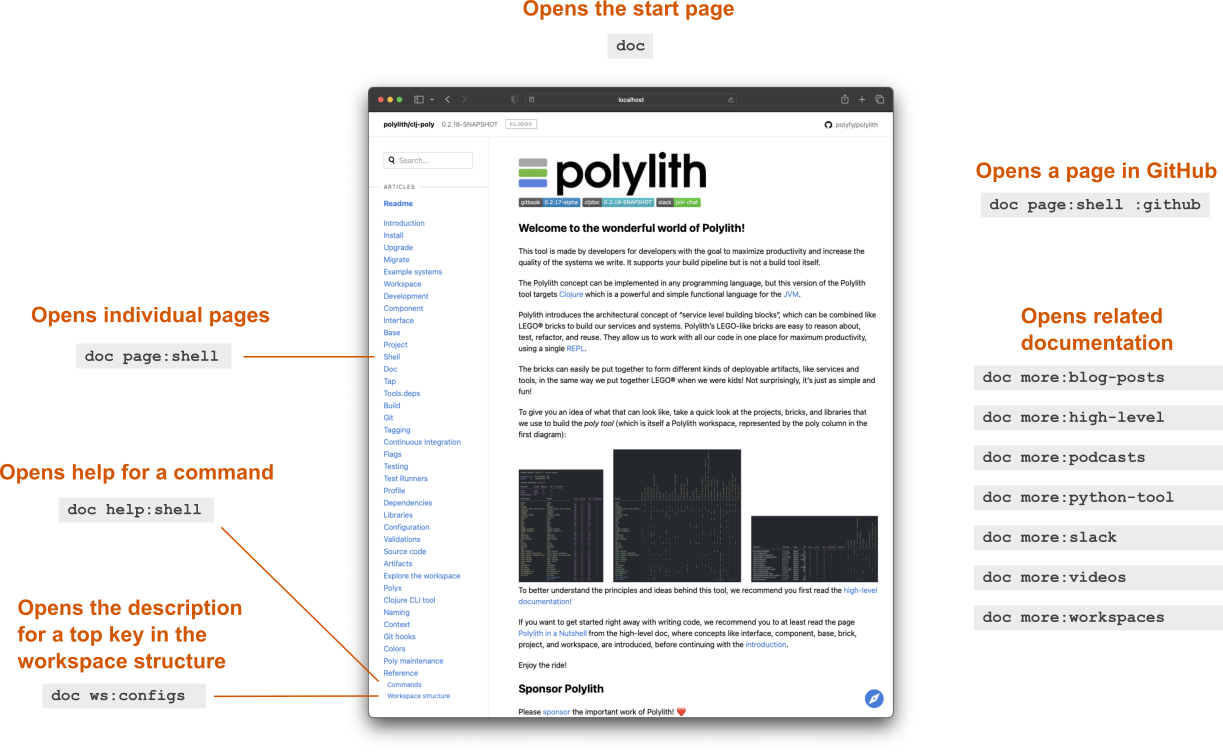 Opens the start page
doc
localhost
polylith/clj-poly 0.2.18-SNAPSHOT CLJDOC
polyfy/polylith
Search...
ARTICLES
Readme
Introduction
Install
Upgrade
Migrate
Example systems
Workspace
Development
Component
Interface
Base
Project
Shell
Doc
Tap
Tools.deps
Build
Git
Tagging
Continuous Integration
Flags
Testing
Test Runners
Profile
Dependencies
Libraries
Configuration
Validations
Source code
Artifacts
Explore the workspace
Polyx
Clojure CLI tool
Naming
Context
Git hooks
Colors
Poly maintenance
Reference
Commands
Workspace structure
polylith
gitbook 0.2.17-alpha cljdoc 0.2.18-SNAPSHOT slack join chat
Welcome to the wonderful world of Polylith!
This tool is made by developers for developers with the goal to maximize productivity and increase the
quality of the systems we write. It supports your build pipeline but is not a build tool itself.
The Polylith concept can be implemented in any programming language, but this version of the Polylith
tool targets Clojure which is a powerful and simple functional language for the JVM.
Polylith introduces the architectural concept of “service level building blocks”, which can be combined like
LEGO® bricks to build our services and systems. Polylith’s LEGO-like bricks are easy to reason about,
test, refactor, and reuse. They allow us to work with all our code in one place for maximum productivity,
using a single REPL.
The bricks can easily be put together to form different kinds of deployable artifacts, like services and
tools, in the same way we put together LEGO® when we were kids! Not surprisingly, it’s just as simple and
fun!
To give you an idea of what that can look like, take a quick look at the projects, bricks, and libraries that
we use to build the poly tool (which is itself a Polylith workspace, represented by the poly column in the
first diagram):
To better understand the principles and ideas behind this tool, we recommend you first read the high-level
documentation!
If you want to get started right away with writing code, we recommend you to at least read the page
Polylith in a Nutshell from the high-level doc, where concepts like interface, component, base, brick,
project, and workspace, are introduced, before continuing with the introduction.
Enjoy the ride!
Sponsor Polylith
Please sponsor the important work of Polylith! ❤️
Opens individual pages
doc page:shell
Opens help for a command
doc help:shell
Opens the description
for a top key in the
workspace structure
doc ws:configs
Opens a page in GitHub
doc page:shell :github
Opens related
documentation
doc more:blog-posts
doc more:high-level
doc more:podcasts
doc more:python-tool
doc more:slack
doc more:videos
doc more:workspaces